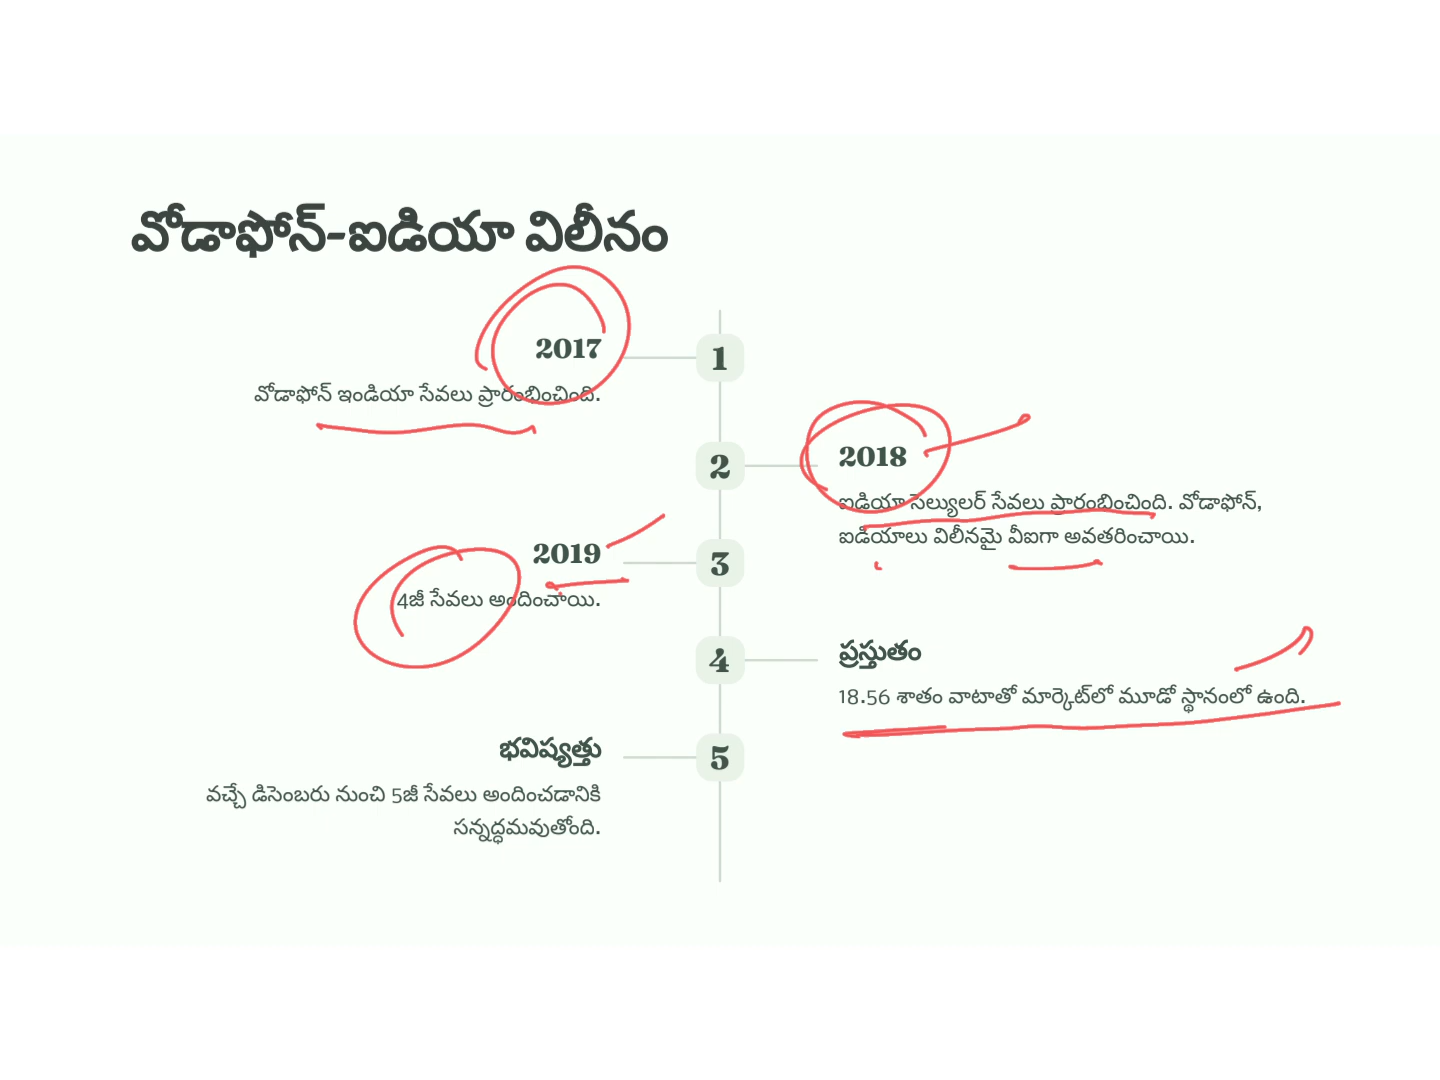 వోడాఫోన్-ఐడియా విలీనం
2017
1
వోడాఫోన్ ఇండియా సేవలు ప్రారంభించింది.
2
2018
ఐడియా సెల్యులర్ సేవలు ప్రారంభించింది. వోడాఫోన్,
ఐడియాలు విలీనమై వీఐగా అవతరించాయి.
2019
3
4జీ సేవలు అందించాయి.
4
ప్రస్తుతం
18.56 శాతం వాటాతో మార్కెట్‌లో మూడో స్థానంలో ఉంది.
భవిష్యత్తు
5
వచ్చే డిసెంబరు నుంచి 5జీ సేవలు అందించడానికి
సన్నద్ధమవుతోంది.